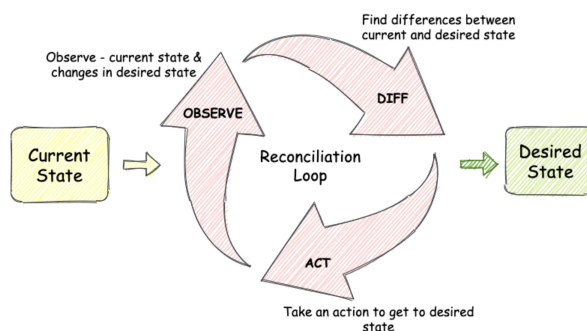 Find differences between
current and desired state
Observe - current state &
changes in desired state
OBSERVE
DIFF
Current
State
Reconciliation
Loop
Desired
State
ACT
Take an action to get to desired
state